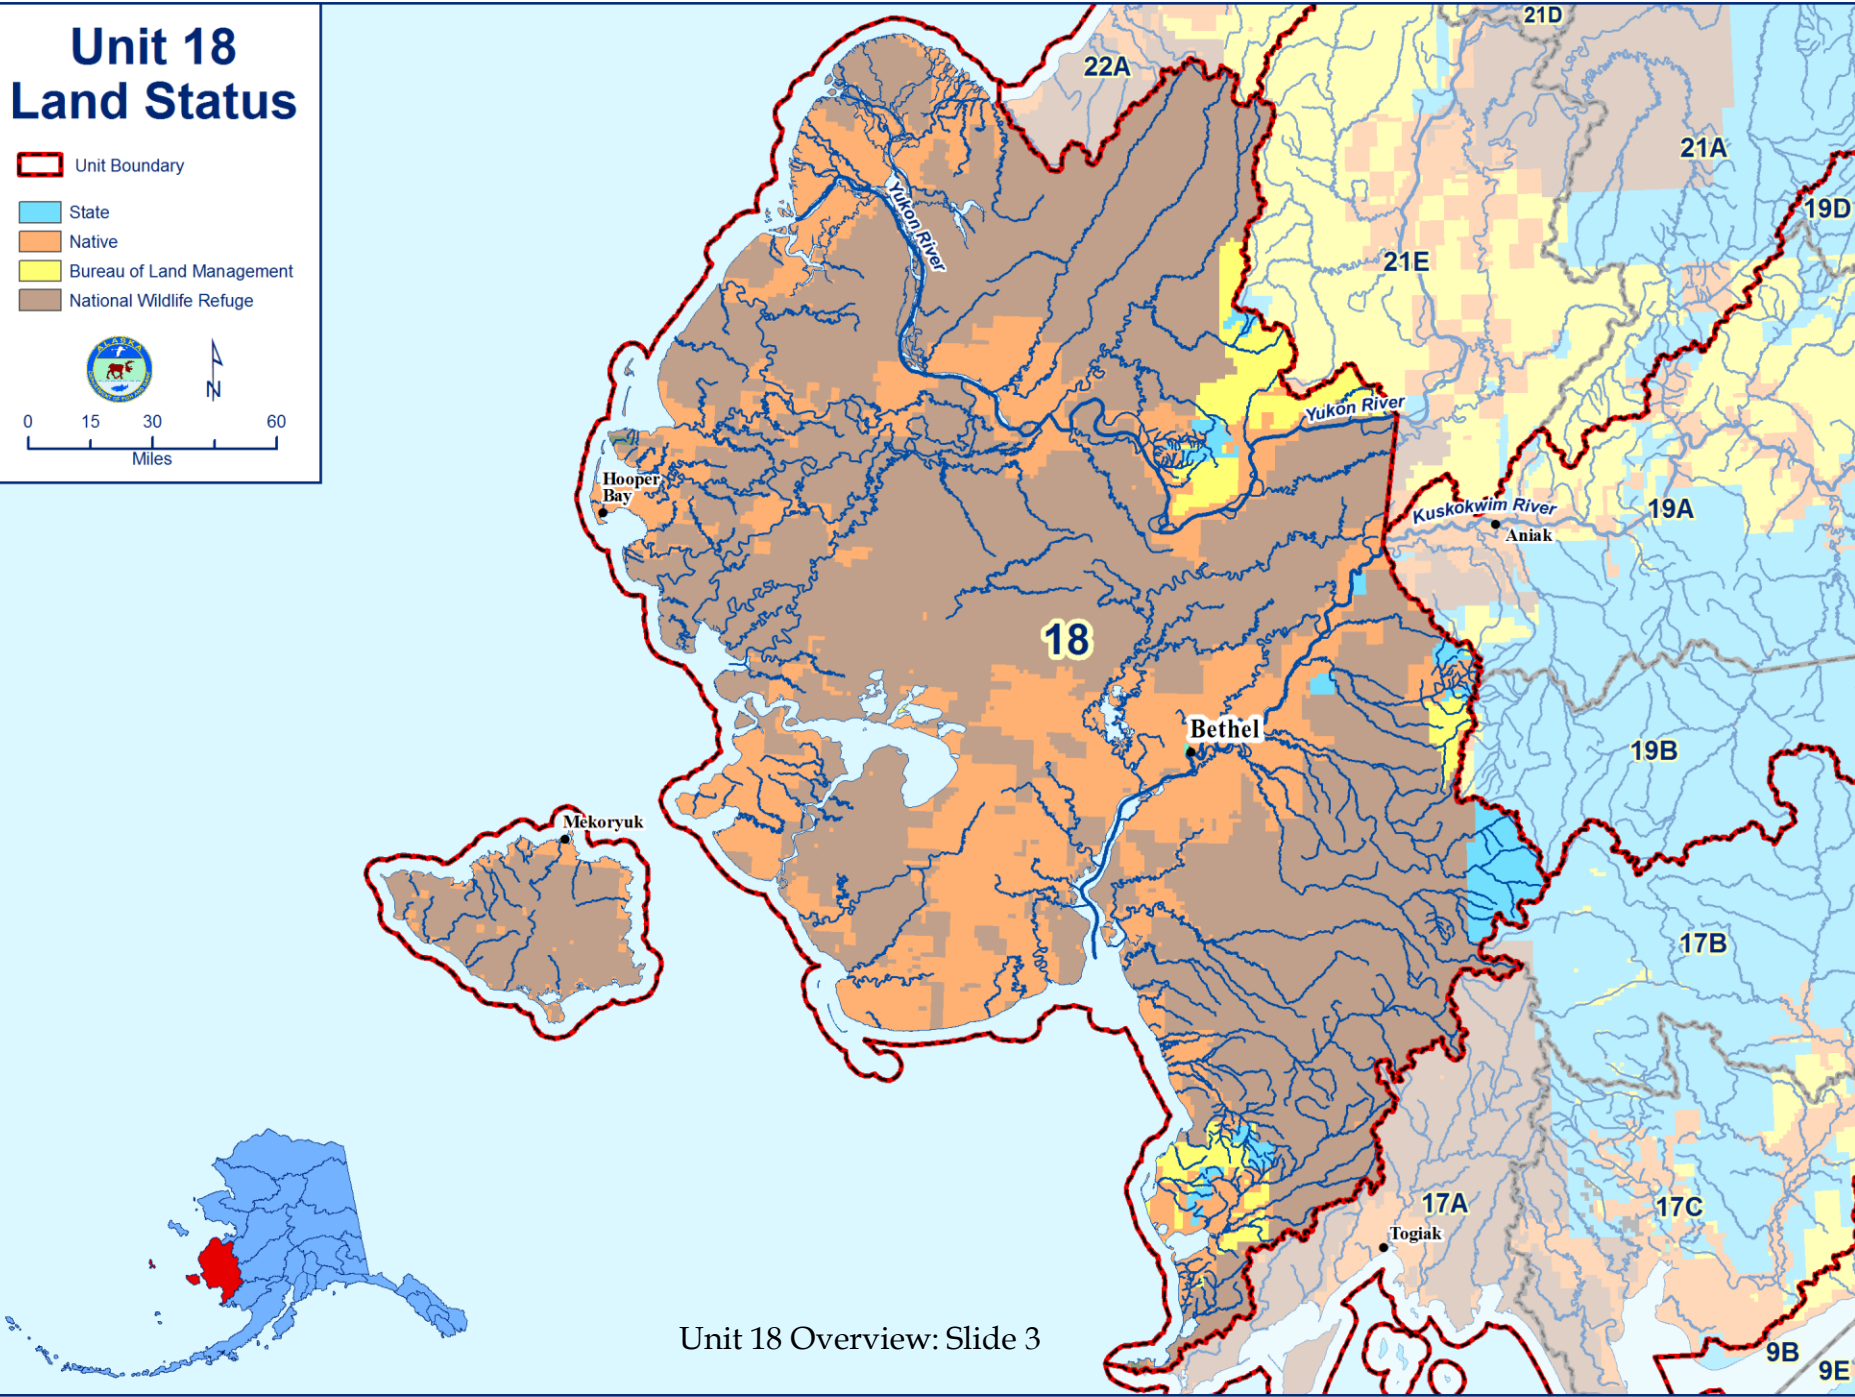 Unit 18
Land Status
Unit Boundary
State
Native
Bureau of Land Management
National Wildlife Refuge
ALASKA
N
0 15 30 60
Miles
21D
22A
21A
19D
Yukon River
21E
Yukon River
Hooper
Bay
Kuskokwim River
19A
Aniak
18
Bethel
19B
Mekoryuk
17B
17A
17C
Togiak
Unit 18 Overview: Slide 3
9B
9E